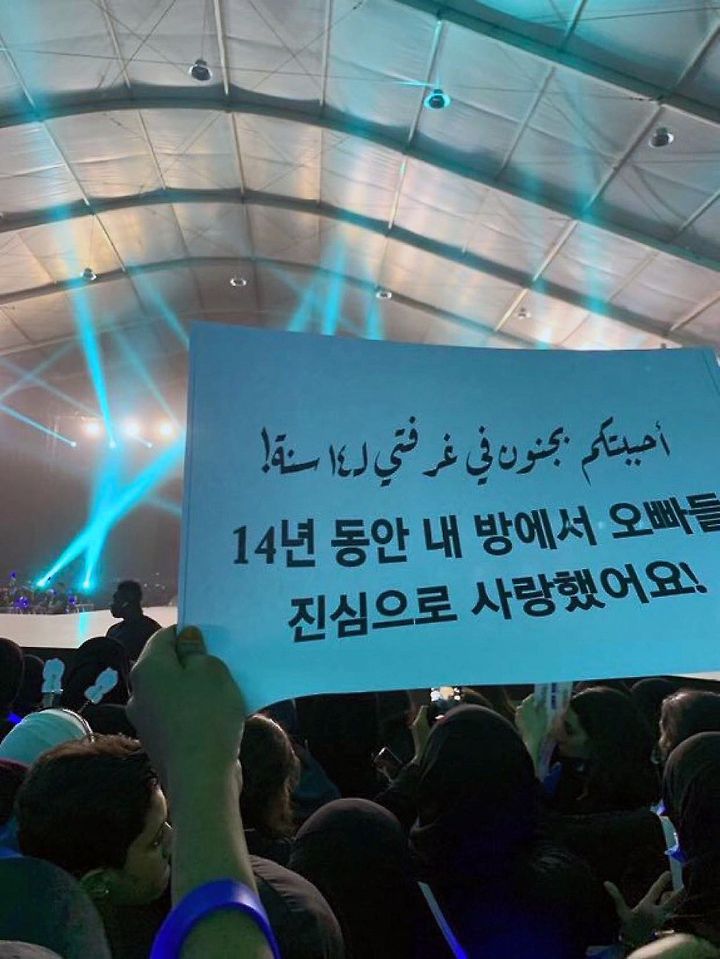 أحببتكم بجنون في غرفتي لـ١٤ سنة!
14년 동안 내 방에서 오빠들
진심으로 사랑했어요!